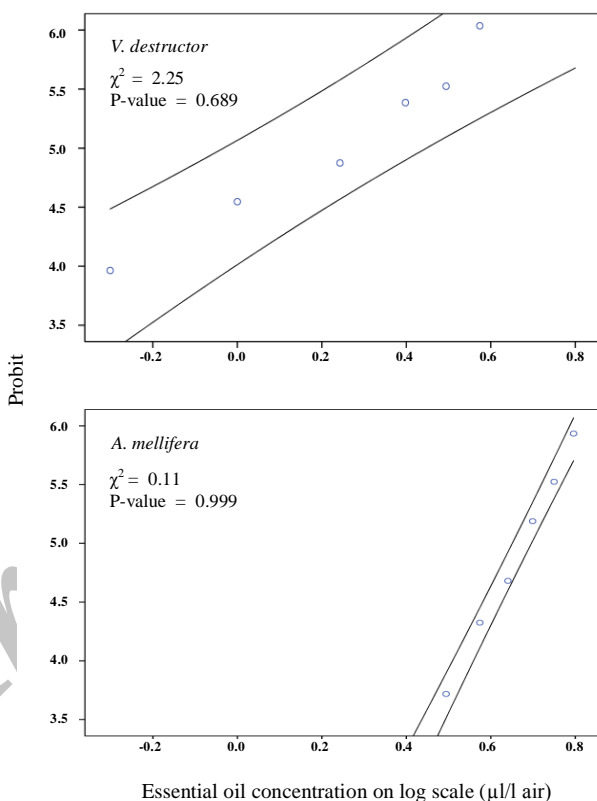 6.0
V. destructor
χ² = 2.25
P-value = 0.689
5.5
5.0
4.5
4.0
3.5
-0.2 0.0 0.2 0.4 0.6 0.8
Probit
6.0
A. mellifera
χ² = 0.11
P-value = 0.999
5.5
5.0
4.5
4.0
3.5
-0.2 0.0 0.2 0.4 0.6 0.8
Essential oil concentration on log scale (µl/l air)